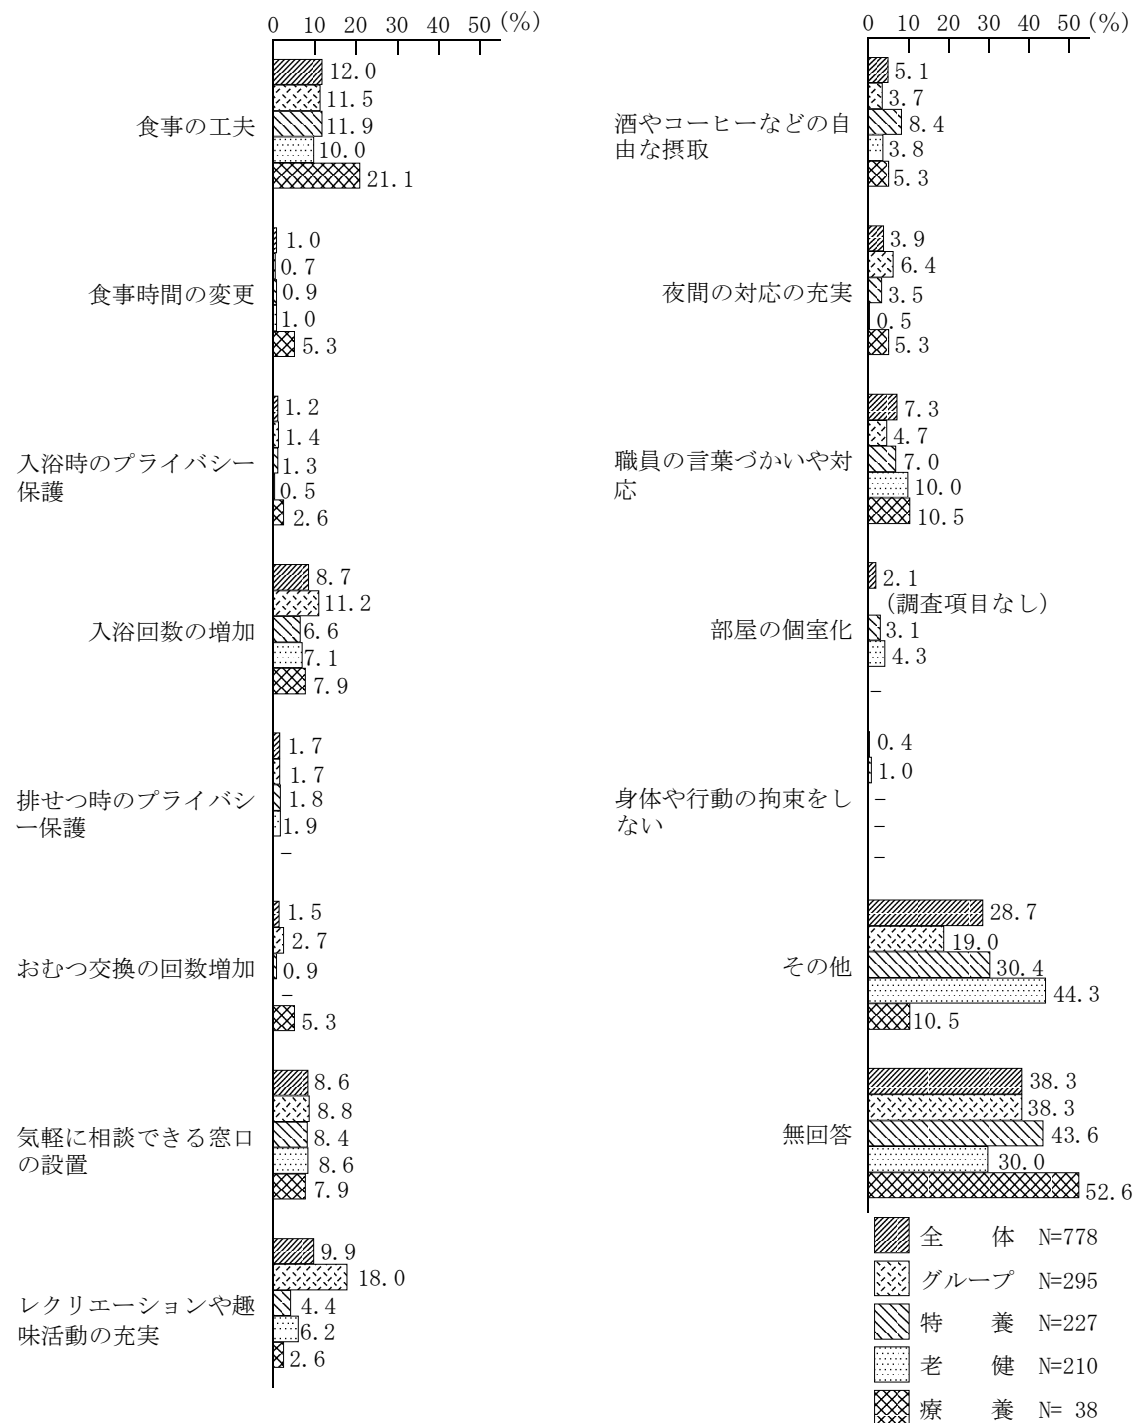 0 10 20 30 40 50 (%)
食事の工夫
12.0
11.5
11.9
10.0
21.1
食事時間の変更
1.0
0.7
0.9
1.0
5.3
入浴時のプライバシー
保護
1.2
1.4
1.3
0.5
2.6
入浴回数の増加
8.7
11.2
6.6
7.1
7.9
排せつ時のプライバシ
ー保護
1.7
1.7
1.8
1.9
–
おむつ交換の回数増加
1.5
2.7
0.9
–
5.3
気軽に相談できる窓口
の設置
8.6
8.8
8.4
8.6
7.9
レクリエーションや趣
味活動の充実
9.9
18.0
4.4
6.2
2.6
0 10 20 30 40 50 (%)
酒やコーヒーなどの自
由な摂取
5.1
3.7
8.4
3.8
5.3
夜間の対応の充実
3.9
6.4
3.5
0.5
5.3
職員の言葉づかいや対
応
7.3
4.7
7.0
10.0
10.5
部屋の個室化
2.1
(調査項目なし)
3.1
4.3
–
身体や行動の拘束をし
ない
0.4
1.0
–
–
–
その他
28.7
19.0
30.4
44.3
10.5
無回答
38.3
38.3
43.6
30.0
52.6
全 体 N=778
グループ N=295
特 養 N=227
老 健 N=210
療 養 N= 38